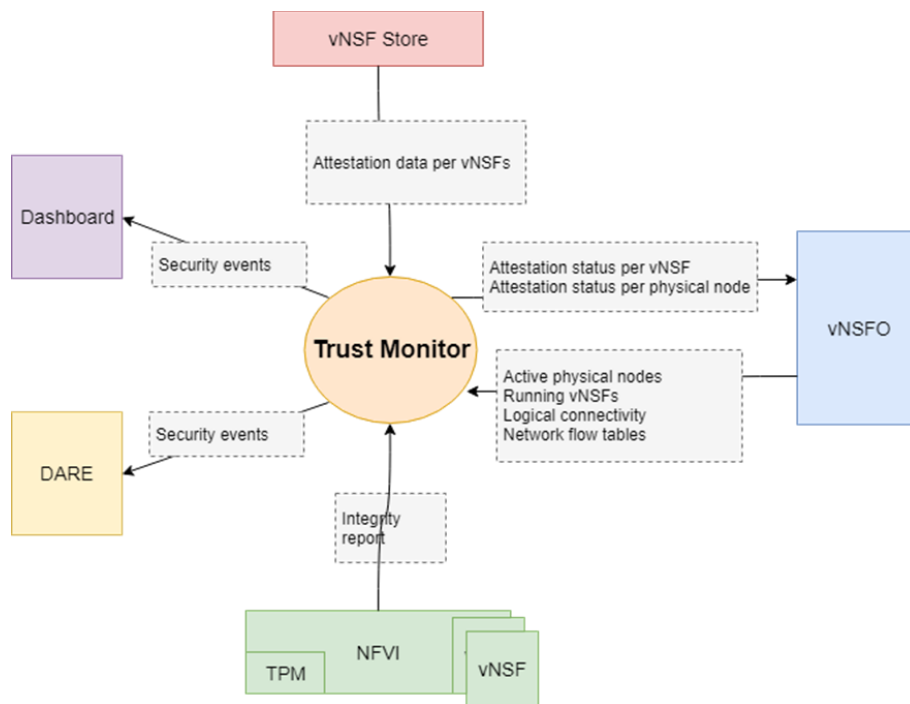 vNSF Store
Attestation data per vNSFs
Dashboard
Security events
Attestation status per vNSF
Attestation status per physical node
vNSFO
Trust Monitor
Active physical nodes
Running vNSFs
Logical connectivity
Network flow tables
Security events
DARE
Integrity
report
NFVI
TPM
vNSF